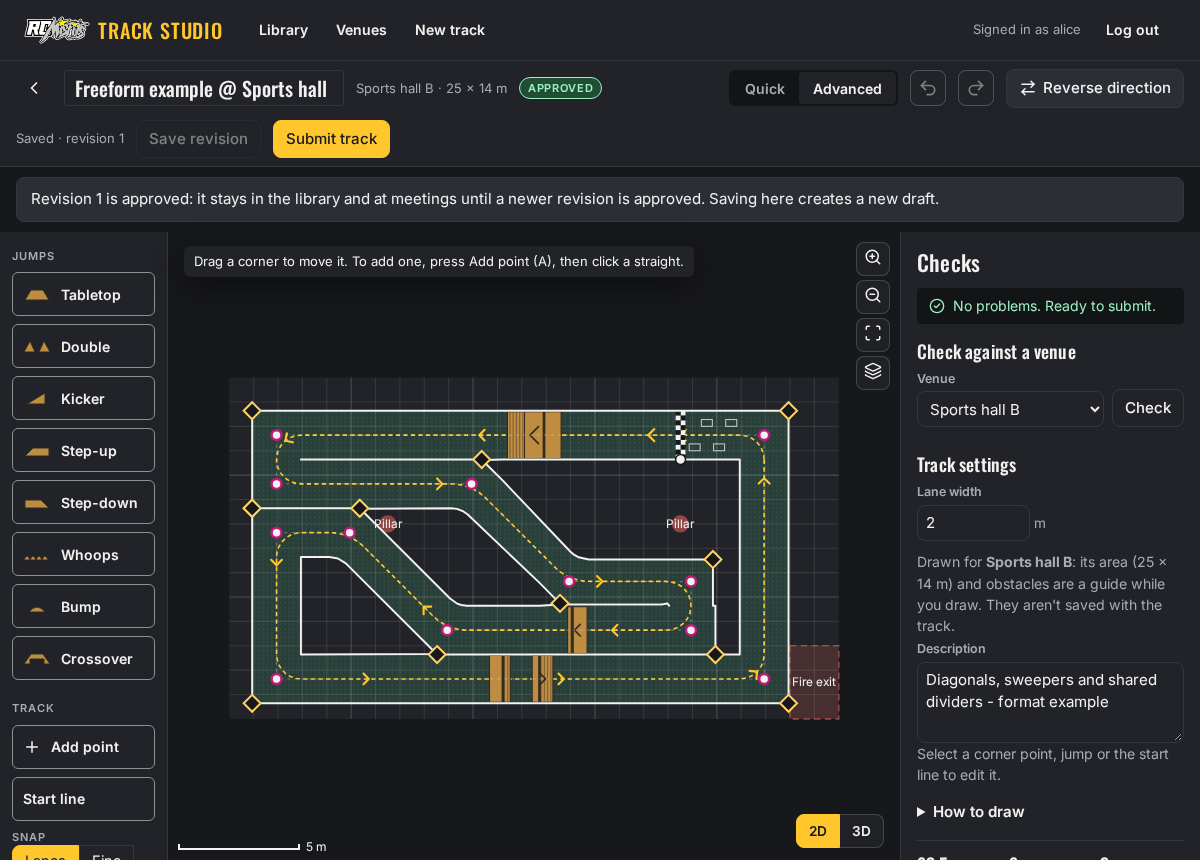 RC
TRACK STUDIO
Library
Venues
New track
Signed in as alice
Log out
Freeform example @ Sports hall
Sports hall B · 25 × 14 m
APPROVED
Quick
Advanced
Reverse direction
Saved · revision 1
Save revision
Submit track
Revision 1 is approved: it stays in the library and at meetings until a newer revision is approved. Saving here creates a new draft.
JUMPS
Tabletop
Double
Kicker
Step-up
Step-down
Whoops
Bump
Crossover
TRACK
Add point
Start line
SNAP
Drag a corner to move it. To add one, press Add point (A), then click a straight.
Pillar
Pillar
Fire exit
5 m
2D
3D
Checks
No problems. Ready to submit.
Check against a venue
Venue
Sports hall B
Check
Track settings
Lane width
2
m
Drawn for Sports hall B: its area (25 ×
14 m) and obstacles are a guide while
you draw. They aren't saved with the
track.
Description
Diagonals, sweepers and shared
dividers - format example
Select a corner point, jump or the start
line to edit it.
How to draw